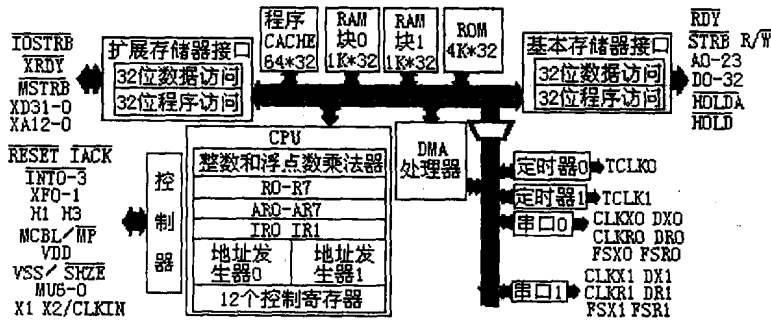 程序
CACHE
64*32
RAM
块0
1K*32
RAM
块1
1K*32
ROM
4K*32
IOSTRB
XRDY
MSTRB
XD31-0
XA12-0
扩展存储器接口
32位数据访问
32位程序访问
基本存储器接口
32位数据访问
32位程序访问
RDY
STRB R/W
A0-23
D0-32
HOLDA
HOLD
RESET IACK
INT0-3
XF0-1
H1 H3
MCBL/MP
VDD
VSS/ SHZE
MU6-0
X1 X2/CLKIN
控
制
器
CPU
整数和浮点数乘法器
R0-R7
AR0-AR7
IR0 IR1
地址发
生器0
地址发
生器1
12个控制寄存器
DMA
处理器
定时器0
TCLK0
定时器1
TCLK1
串口0
CLKX0 DX0
CLKR0 DR0
FSX0 FSR0
串口1
CLKX1 DX1
CLKR1 DR1
FSX1 FSR1